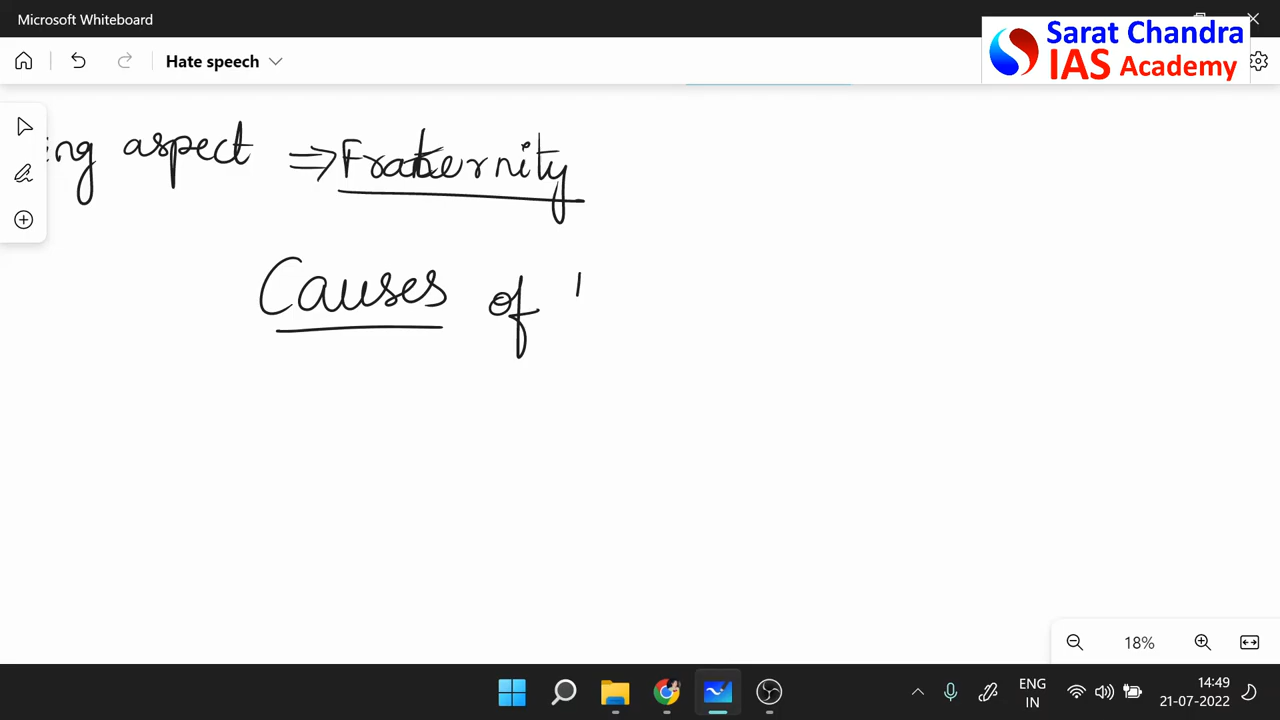 Microsoft Whiteboard
Sarat Chandra
IAS Academy
Hate speech
ing aspect ⇒ Fraternity
Causes of
18%
ENG
IN
14:49
21-07-2022